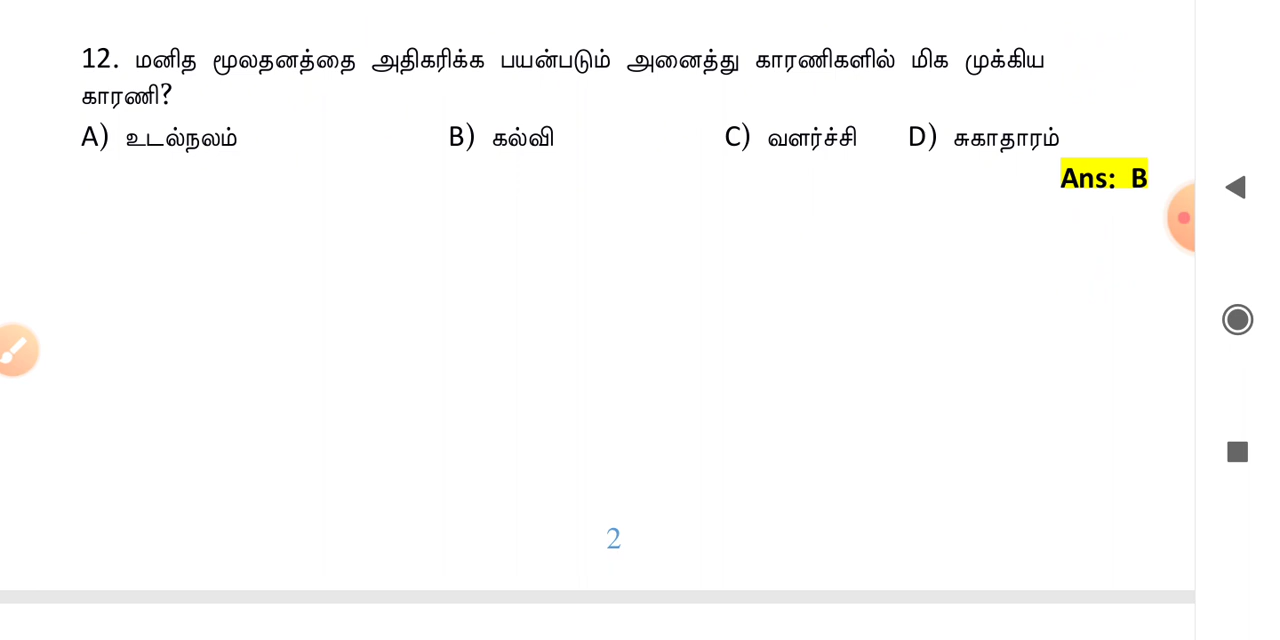 12. மனித மூலதனத்தை அதிகரிக்க பயன்படும் அனைத்து காரணிகளில் மிக முக்கிய
காரணி?
A) உடல்நலம் B) கல்வி C) வளர்ச்சி D) சுகாதாரம்
Ans: B
2